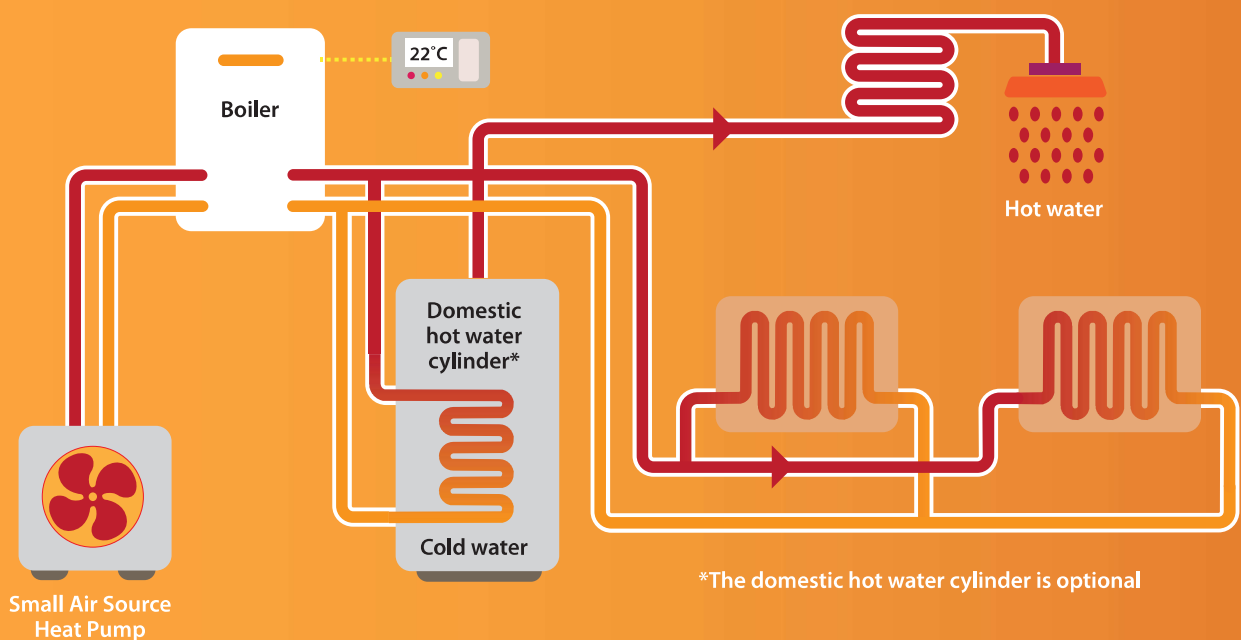 22°C
Boiler
Hot water
Domestic
hot water
cylinder*
Cold water
*The domestic hot water cylinder is optional
Small Air Source
Heat Pump